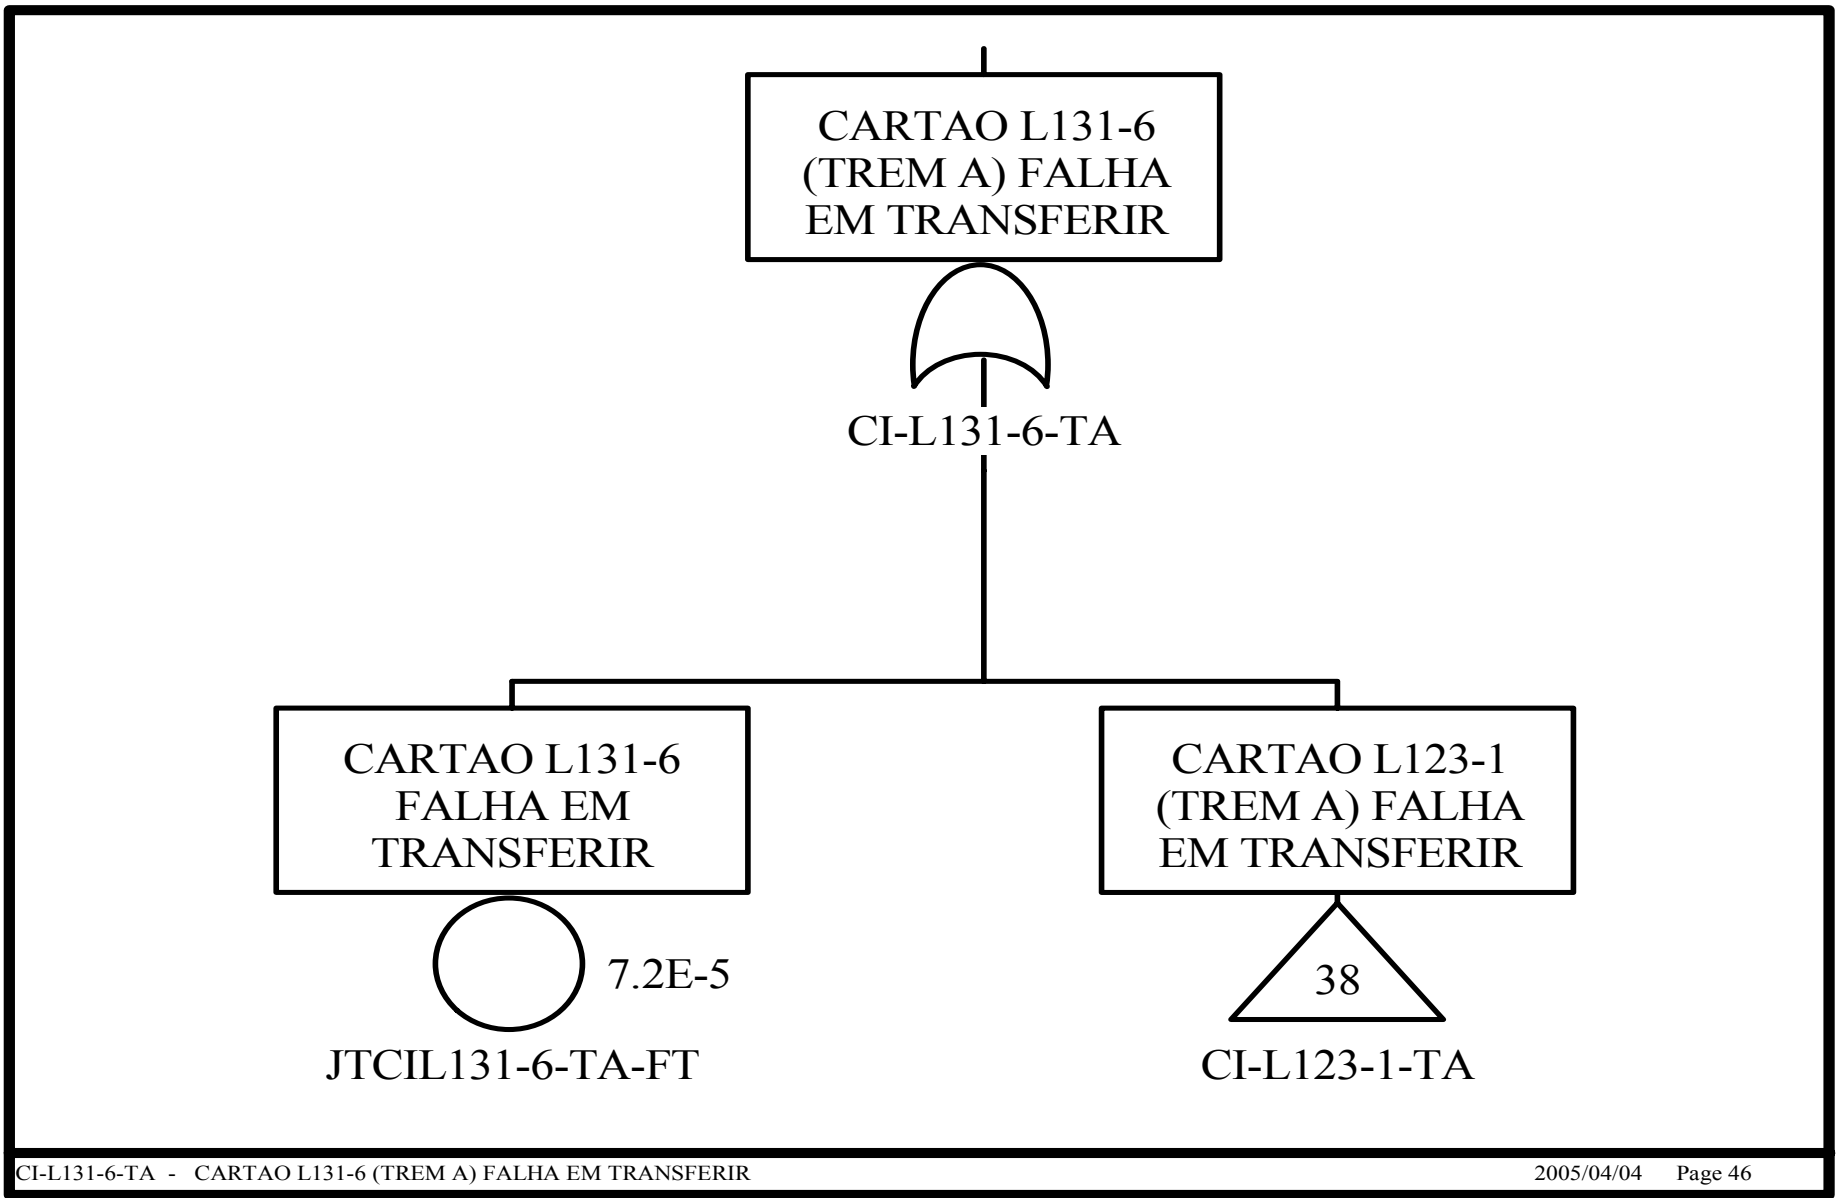 CARTAO L131-6
(TREM A) FALHA
EM TRANSFERIR
CI-L131-6-TA
CARTAO L131-6
FALHA EM
TRANSFERIR
7.2E-5
JTCIL131-6-TA-FT
CARTAO L123-1
(TREM A) FALHA
EM TRANSFERIR
38
CI-L123-1-TA
CI-L131-6-TA - CARTAO L131-6 (TREM A) FALHA EM TRANSFERIR
2005/04/04 Page 46